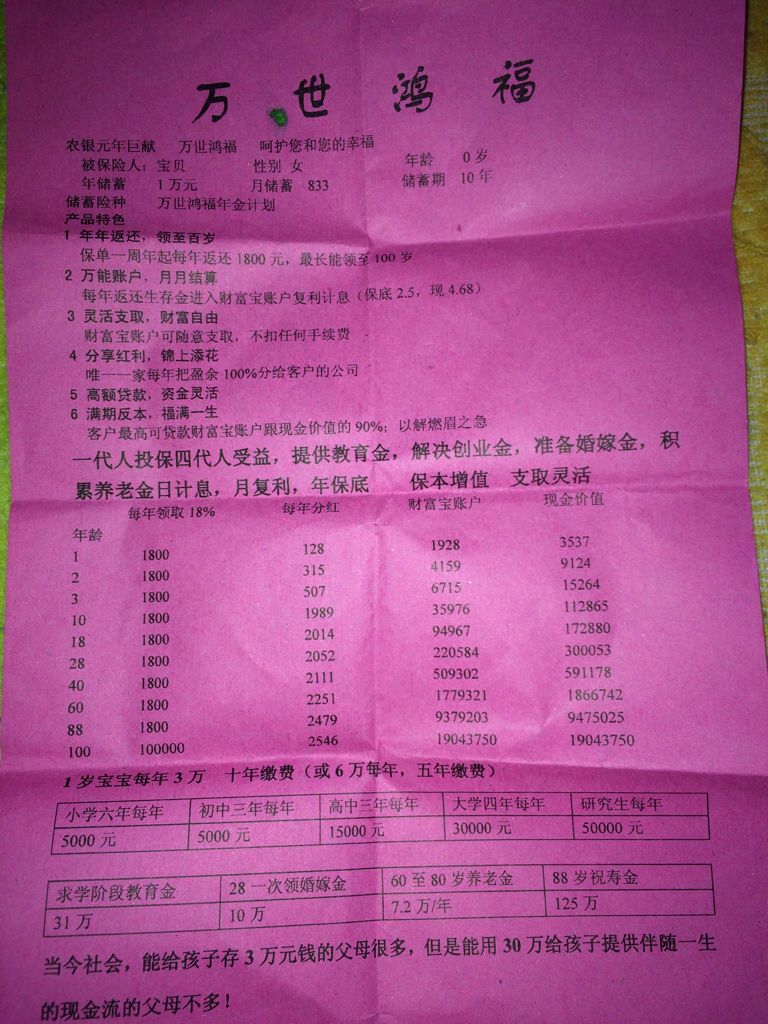 万世鸿福
农银元年巨献 万世鸿福 呵护您和您的幸福
被保险人：宝贝 性别 女 年龄 0岁
年储蓄 1万元 月储蓄 833 储蓄期 10年
储蓄险种 万世鸿福年金计划
产品特色
1 年年返还，领至百岁
保单一周年起每年返还1800元，最长能领至100岁
2 万能账户，月月结算
每年返还生存金进入财富宝账户复利计息（保底2.5，现4.68）
3 灵活支取，财富自由
财富宝账户可随意支取，不扣任何手续费
4 分享红利，锦上添花
唯一一家每年把盈余100%分给客户的公司
5 高额贷款，资金灵活
6 满期反本，福满一生
客户最高可贷款财富宝账户跟现金价值的90%；以解燃眉之急
一代人投保四代人受益，提供教育金，解决创业金，准备婚嫁金，积
累养老金日计息，月复利，年保底 保本增值 支取灵活
每年领取18% 每年分红 财富宝账户 现金价值
年龄
1 1800 128 1928 3537
2 1800 315 4159 9124
3 1800 507 6715 15264
10 1800 1989 35976 112865
18 1800 2014 94967 172880
28 1800 2052 220584 300053
40 1800 2111 509302 591178
60 1800 2251 1779321 1866742
88 1800 2479 9379203 9475025
100 100000 2546 19043750 19043750
1岁宝宝每年3万 十年缴费（或6万每年，五年缴费）
小学六年每年 初中三年每年 高中三年每年 大学四年每年 研究生每年
5000元 5000元 15000元 30000元 50000元
求学阶段教育金 28一次领婚嫁金 60至80岁养老金 88岁祝寿金
31万 10万 7.2万/年 125万
当今社会，能给孩子存3万元钱的父母很多，但是能用30万给孩子提供伴随一生
的现金流的父母不多！